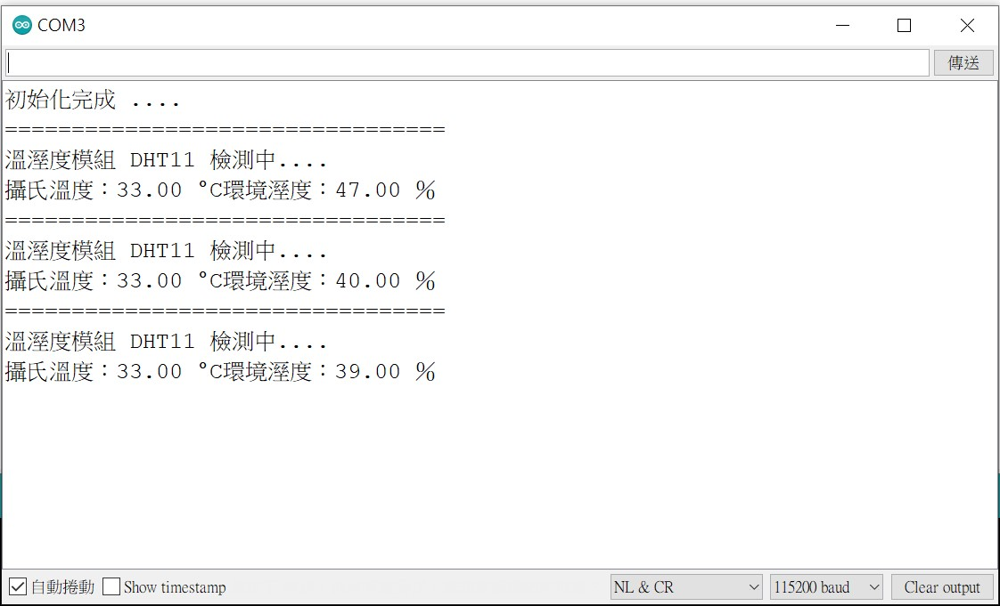 COM3
傳送
初始化完成 ....
=================================
溫溼度模組 DHT11 檢測中....
攝氏溫度：33.00 °C環境溼度：47.00 ％
=================================
溫溼度模組 DHT11 檢測中....
攝氏溫度：33.00 °C環境溼度：40.00 ％
=================================
溫溼度模組 DHT11 檢測中....
攝氏溫度：33.00 °C環境溼度：39.00 ％
自動捲動 Show timestamp NL & CR 115200 baud Clear output